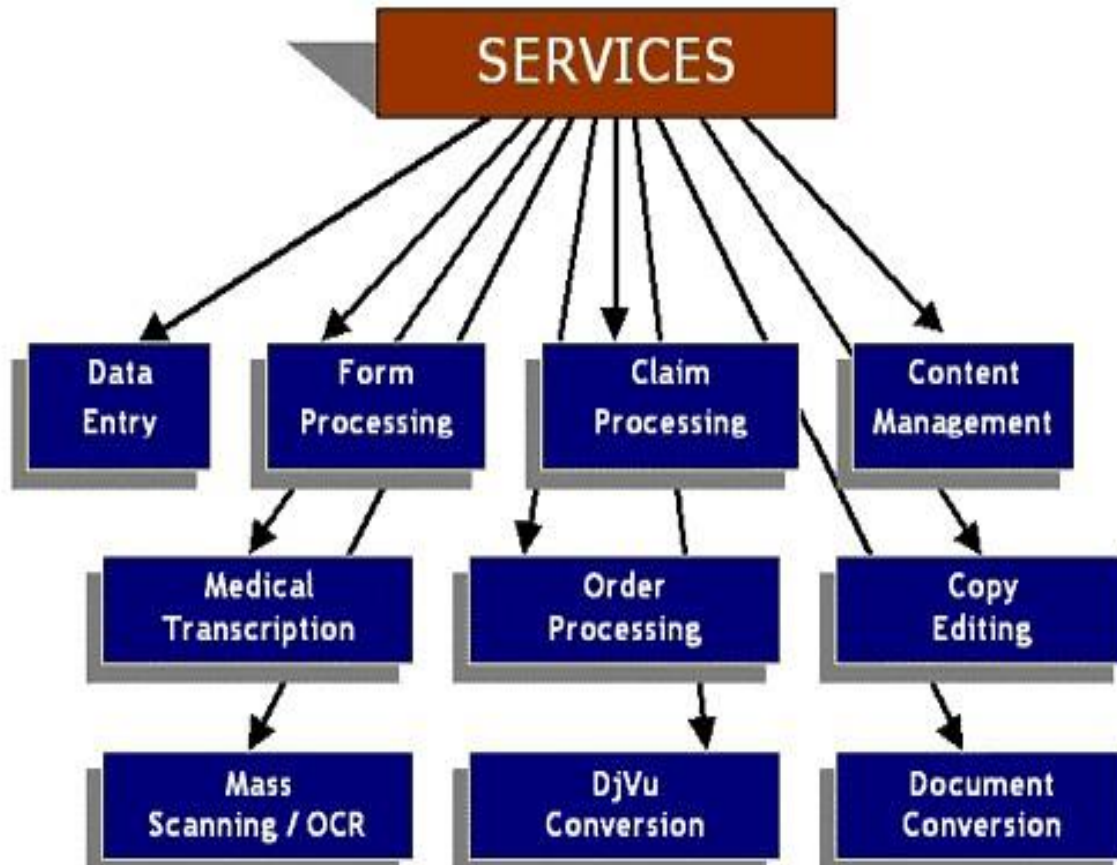 SERVICES
Data
Entry
Form
Processing
Claim
Processing
Content
Management
Medical
Transcription
Order
Processing
Copy
Editing
Mass
Scanning / OCR
DjVu
Conversion
Document
Conversion